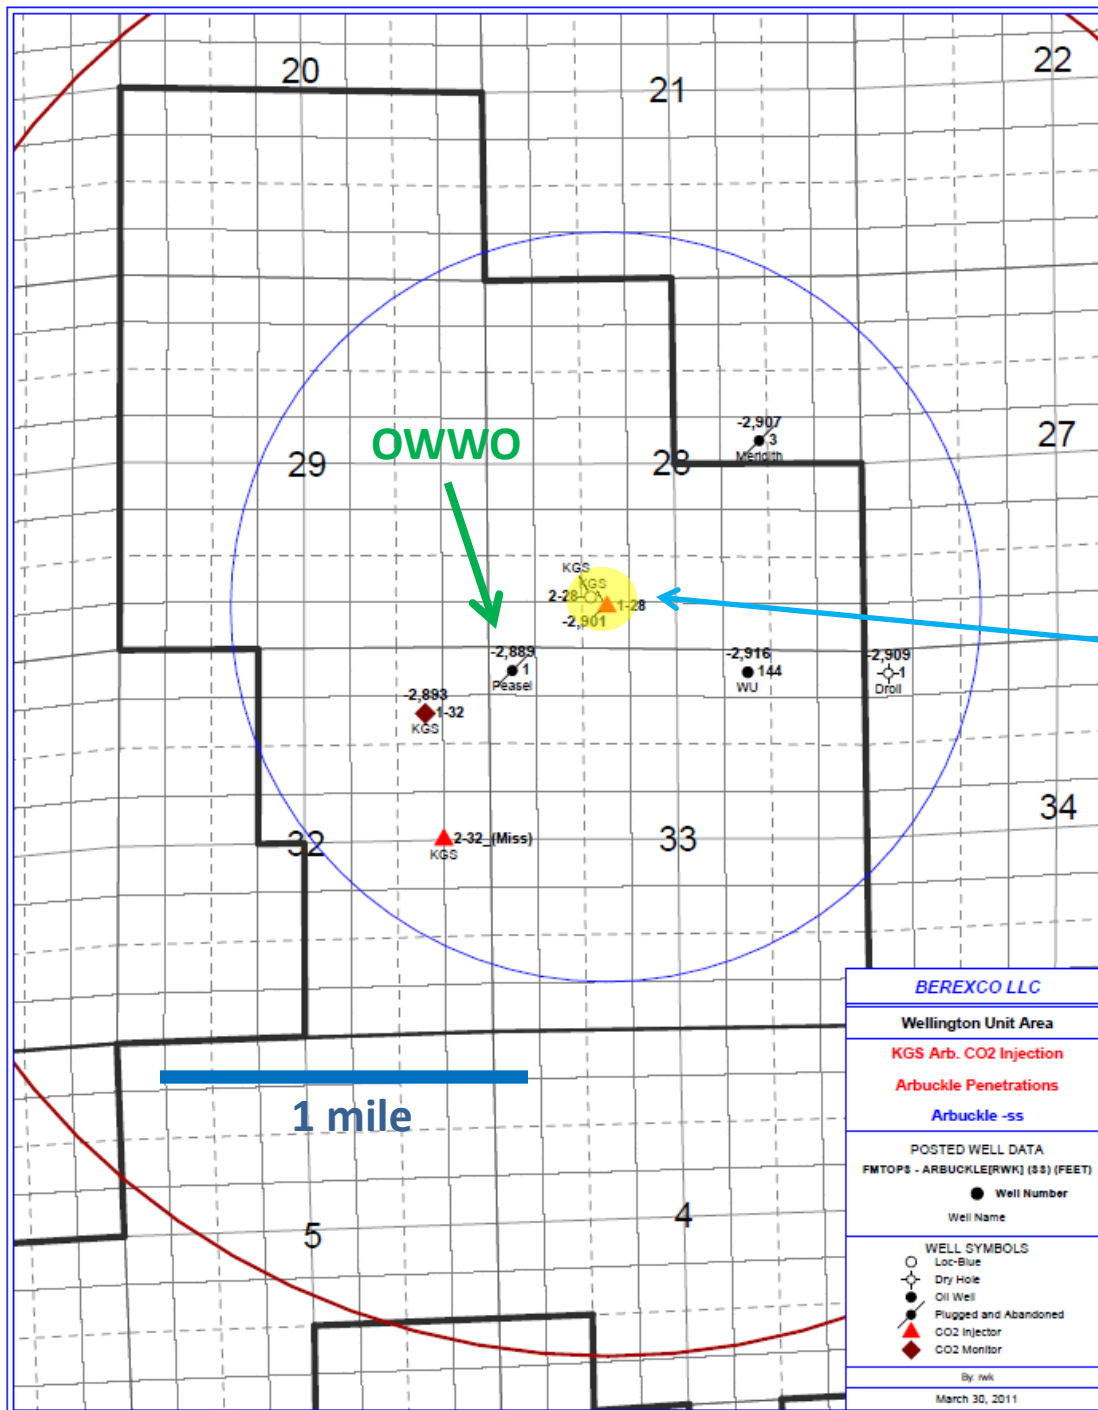 20
21
22
-2,907
3
Meridith
OWWO
27
29
28
KGS
KGS
2-28
1-28
-2,901
-2,889
1
Peasel
-2,916
144
WU
-2,909
1
Droll
-2,893
1-32
KGS
32
2-32_(Miss)
KGS
33
34
1 mile
5
4
BEREXCO LLC
Wellington Unit Area
KGS Arb. CO2 Injection
Arbuckle Penetrations
Arbuckle -ss
POSTED WELL DATA
FMTOPS - ARBUCKLE[RWK] (SS) (FEET)
Well Number
Well Name
WELL SYMBOLS
Loc-Blue
Dry Hole
Oil Well
Plugged and Abandoned
CO2 Injector
CO2 Monitor
By: rwk
March 30, 2011